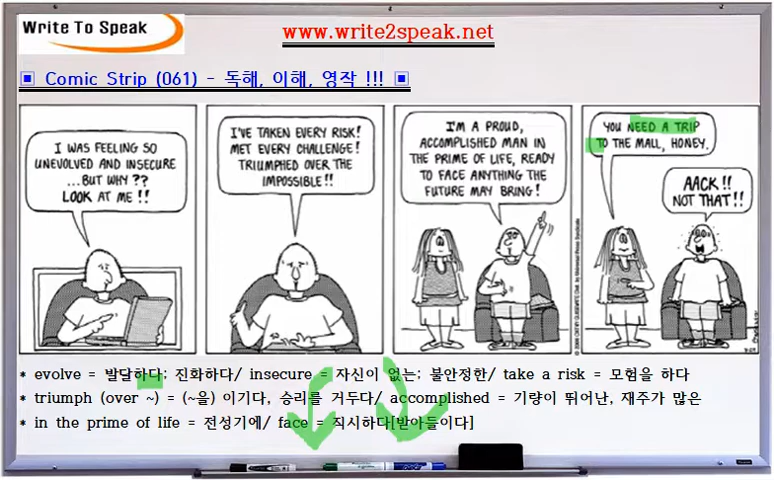 Write To Speak
www.write2speak.net
▣ Comic Strip (061) - 독해, 이해, 영작 !!! ▣
I WAS FEELING SO
UNEVOLVED AND INSECURE
...BUT WHY??
LOOK AT ME!!
I'VE TAKEN EVERY RISK!
MET EVERY CHALLENGE!
TRIUMPHED OVER THE
IMPOSSIBLE!!
I'M A PROUD,
ACCOMPLISHED MAN IN
THE PRIME OF LIFE, READY
TO FACE ANYTHING THE
FUTURE MAY BRING!
YOU NEED A TRIP
TO THE MALL, HONEY.
AACK!!
NOT THAT!!
* evolve = 발달하다; 진화하다/ insecure = 자신이 없는; 불안정한/ take a risk = 모험을 하다
* triumph (over ~) = (~을) 이기다, 승리를 거두다/ accomplished = 기량이 뛰어난, 재주가 많은
* in the prime of life = 전성기에/ face = 직시하다[받아들이다]